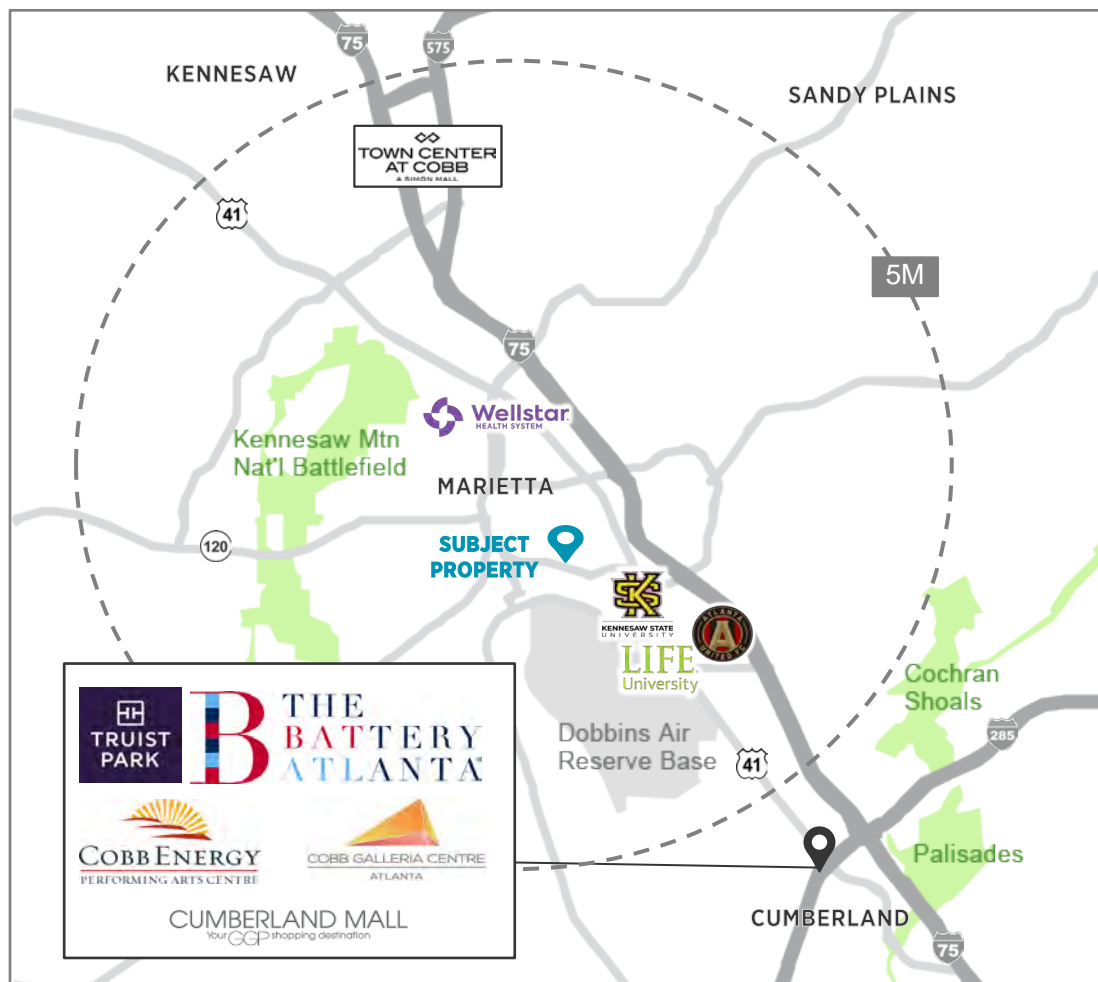 75
575
KENNESAW
SANDY PLAINS
TOWN CENTER
AT COBB
A SIMON MALL
41
5M
75
Wellstar
HEALTH SYSTEM
Kennesaw Mtn
Nat'l Battlefield
MARIETTA
120
SUBJECT
PROPERTY
KS
KENNESAW STATE
UNIVERSITY
ATLANTA
A
UNITED FC
LIFE
University
Cochran
Shoals
285
Dobbins Air
Reserve Base
41
TRUIST
PARK
B
THE
BATTERY
ATLANTA
COBB ENERGY
PERFORMING ARTS CENTRE
COBB GALLERIA CENTRE
ATLANTA
CUMBERLAND MALL
Your GGP shopping destination
Palisades
CUMBERLAND
75